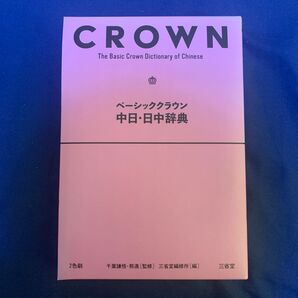 CROWN
The Basic Crown Dictionary of Chinese
ベーシッククラウン
中日・日中辞典
2色刷
千葉謙悟・熊進[監修] 三省堂編修所[編]
三省堂